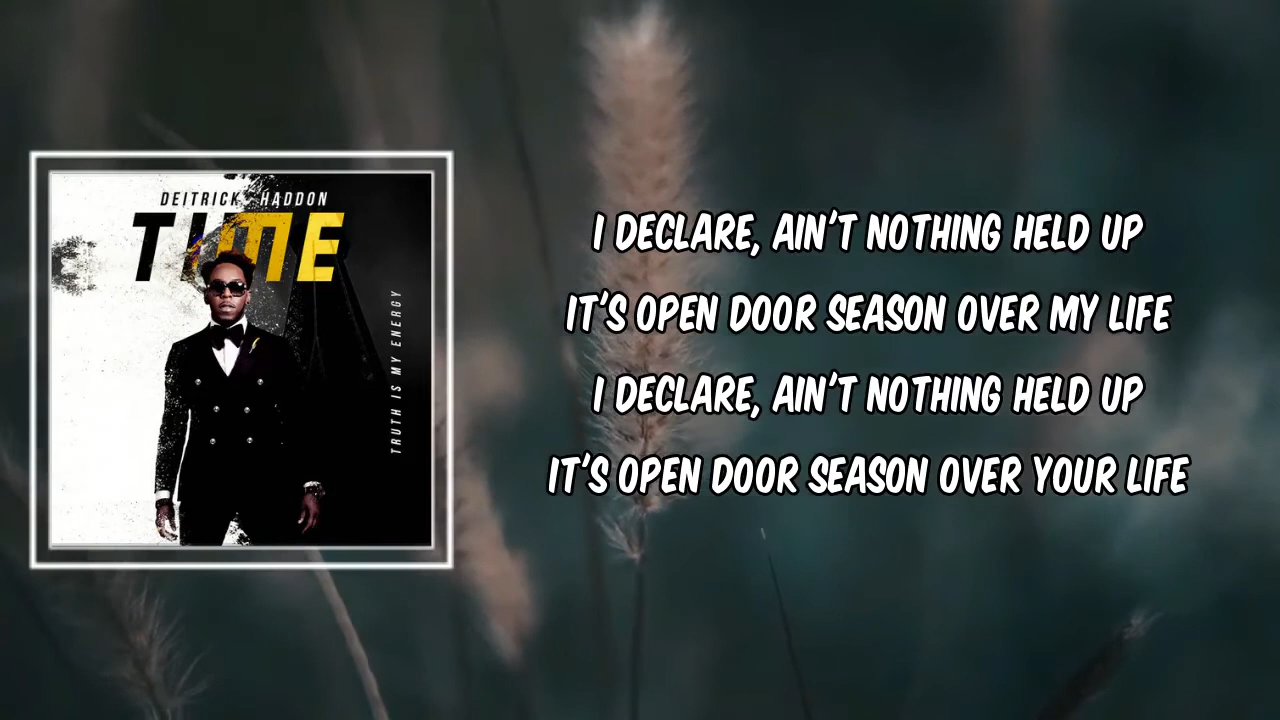 DEITRICK HADDON
TIME
TRUTH IS MY ENERGY
I DECLARE, AIN'T NOTHING HELD UP
IT'S OPEN DOOR SEASON OVER MY LIFE
I DECLARE, AIN'T NOTHING HELD UP
IT'S OPEN DOOR SEASON OVER YOUR LIFE